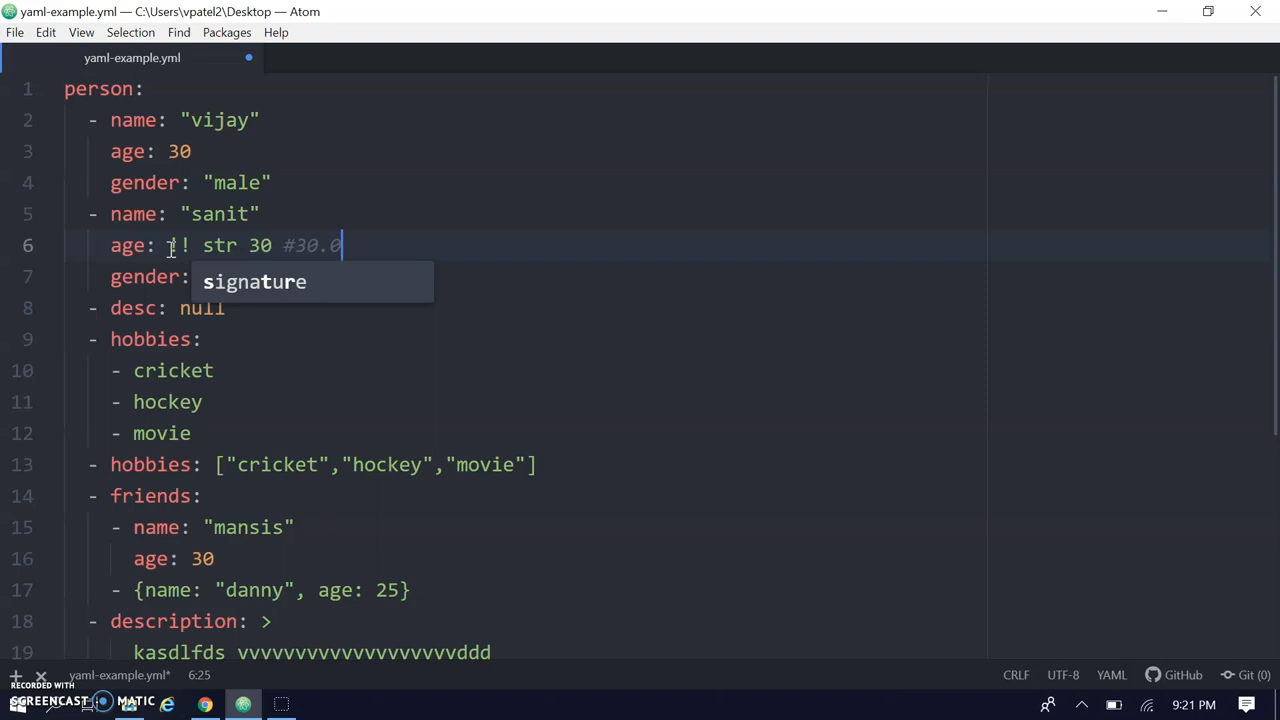 yaml-example.yml — C:\Users\vpatel2\Desktop — Atom
File Edit View Selection Find Packages Help
yaml-example.yml
1 person:
2 - name: "vijay"
3 age: 30
4 gender: "male"
5 - name: "sanit"
6 age: !! str 30 #30.0
7 gender:
signature
8 - desc: null
9 - hobbies:
10 - cricket
11 - hockey
12 - movie
13 - hobbies: ["cricket","hockey","movie"]
14 - friends:
15 - name: "mansis"
16 age: 30
17 - {name: "danny", age: 25}
18 - description: >
19 kasdlfds vvvvvvvvvvvvvvvvvvvddd
yaml-example.yml* 6:25 CRLF UTF-8 YAML GitHub Git (0)
RECORDED WITH
SCREENCAST MATIC
9:21 PM